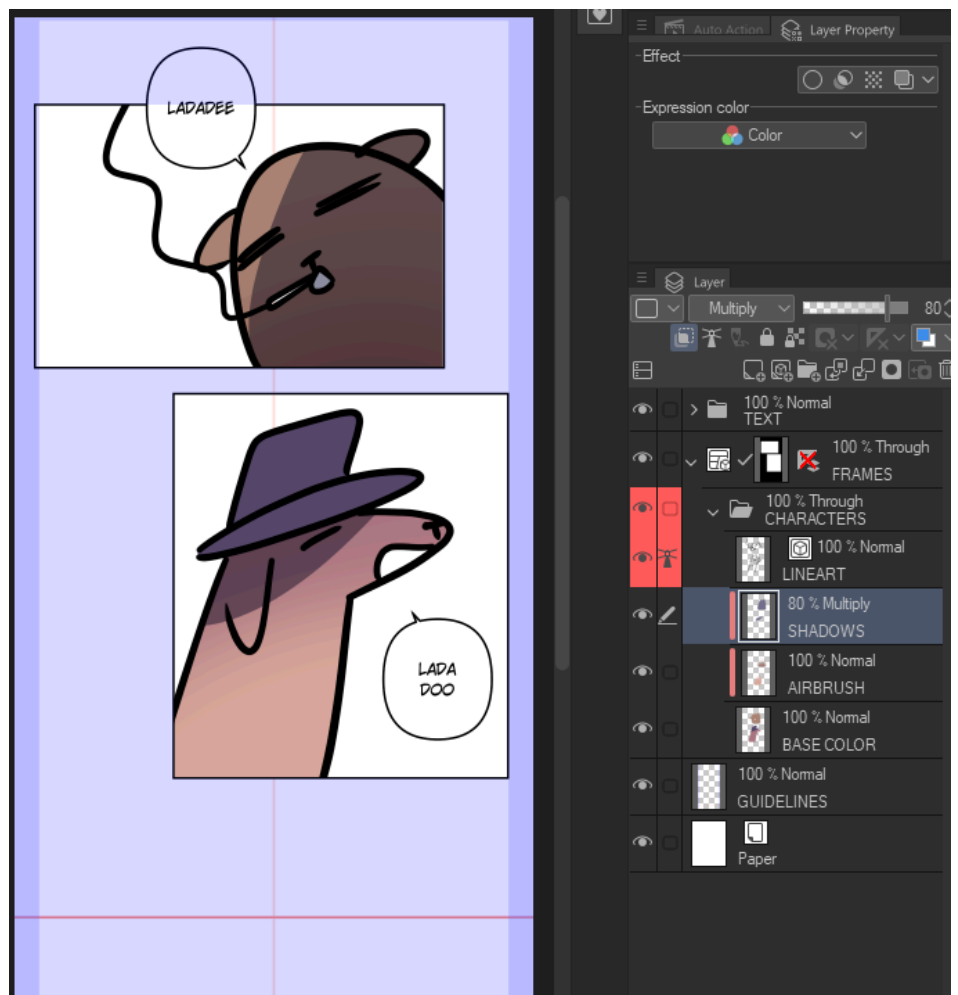 LADADEE
LADA
DOO
Auto Action
Layer Property
Effect
Expression color
Color
Layer
Multiply
80
100 % Normal
TEXT
100 % Through
FRAMES
100 % Through
CHARACTERS
100 % Normal
LINEART
80 % Multiply
SHADOWS
100 % Normal
AIRBRUSH
100 % Normal
BASE COLOR
100 % Normal
GUIDELINES
Paper